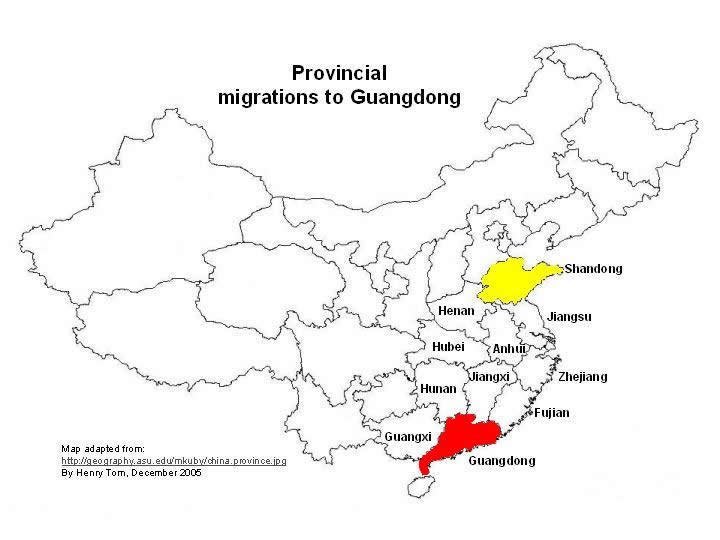 Provincial
migrations to Guangdong
Shandong
Henan
Jiangsu
Hubei
Anhui
Jiangxi
Zhejiang
Hunan
Fujian
Guangxi
Guangdong
Map adapted from:
http://geography.asu.edu/mkuby/china.province.jpg
By Henry Tom, December 2005